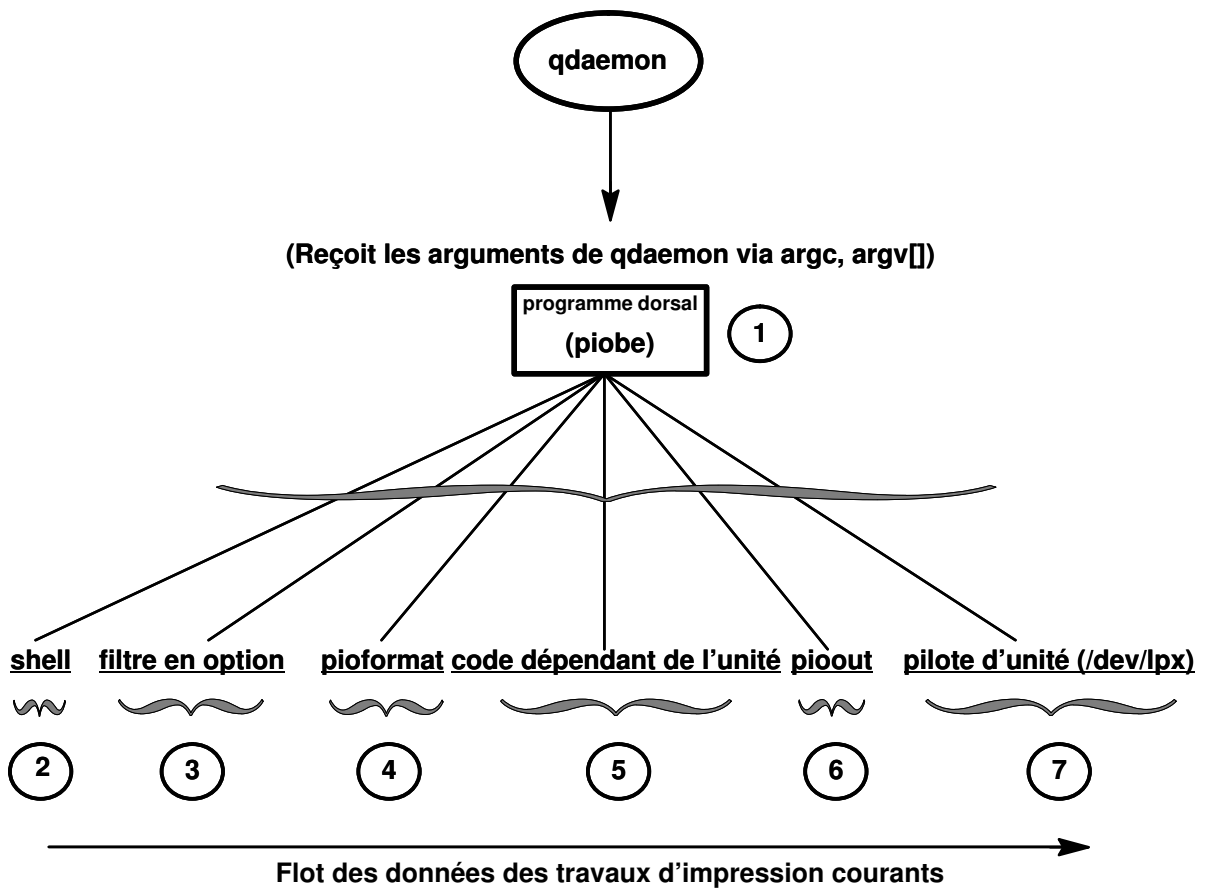 qdaemon
(Reçoit les arguments de qdaemon via argc, argv[])
programme dorsal
(piobe)
1
shell filtre en option pioformat code dépendant de l'unité pioout pilote d'unité (/dev/lpx)
2 3 4 5 6 7
Flot des données des travaux d'impression courants